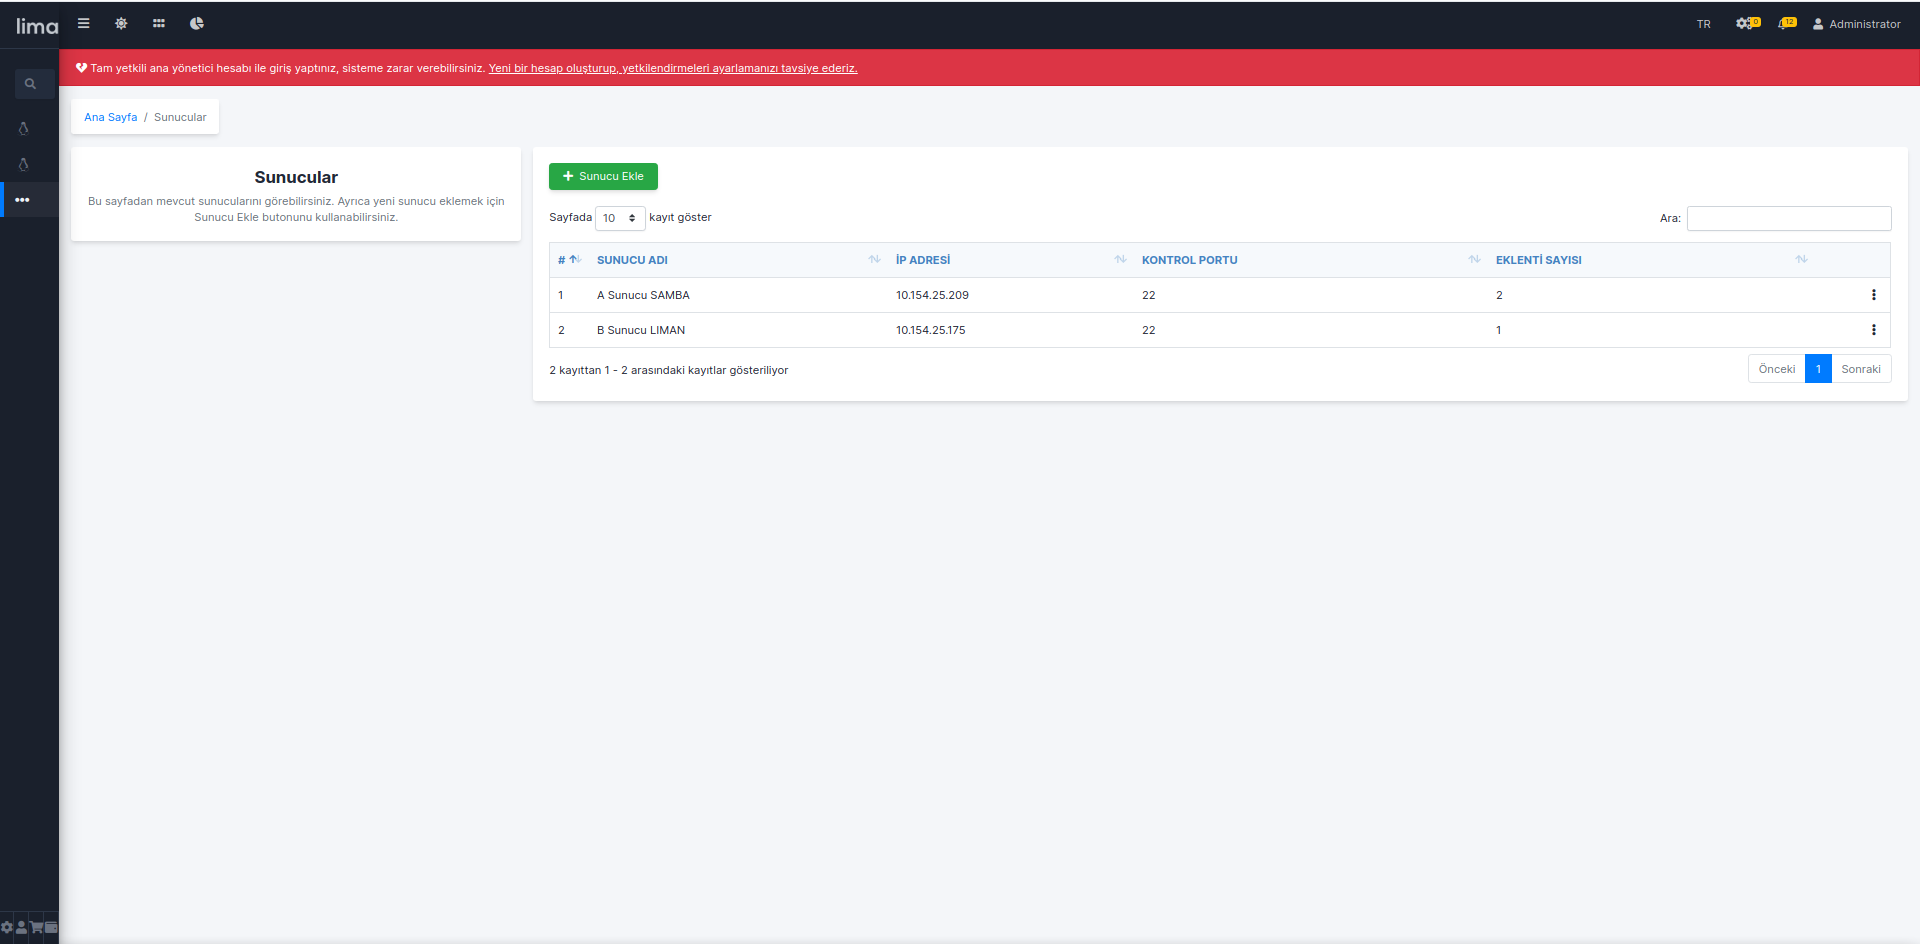 lima
TR
0
12
Administrator
Tam yetkili ana yönetici hesabı ile giriş yaptınız, sisteme zarar verebilirsiniz. Yeni bir hesap oluşturup, yetkilendirmeleri ayarlamanızı tavsiye ederiz.
Ana Sayfa / Sunucular
Sunucular
Bu sayfadan mevcut sunucularını görebilirsiniz. Ayrıca yeni sunucu eklemek için
Sunucu Ekle butonunu kullanabilirsiniz.
Sunucu Ekle
Sayfada 10 kayıt göster
Ara:
# SUNUCU ADI İP ADRESİ KONTROL PORTU EKLENTİ SAYISI
1 A Sunucu SAMBA 10.154.25.209 22 2
2 B Sunucu LIMAN 10.154.25.175 22 1
2 kayıttan 1 - 2 arasındaki kayıtlar gösteriliyor
Önceki 1 Sonraki